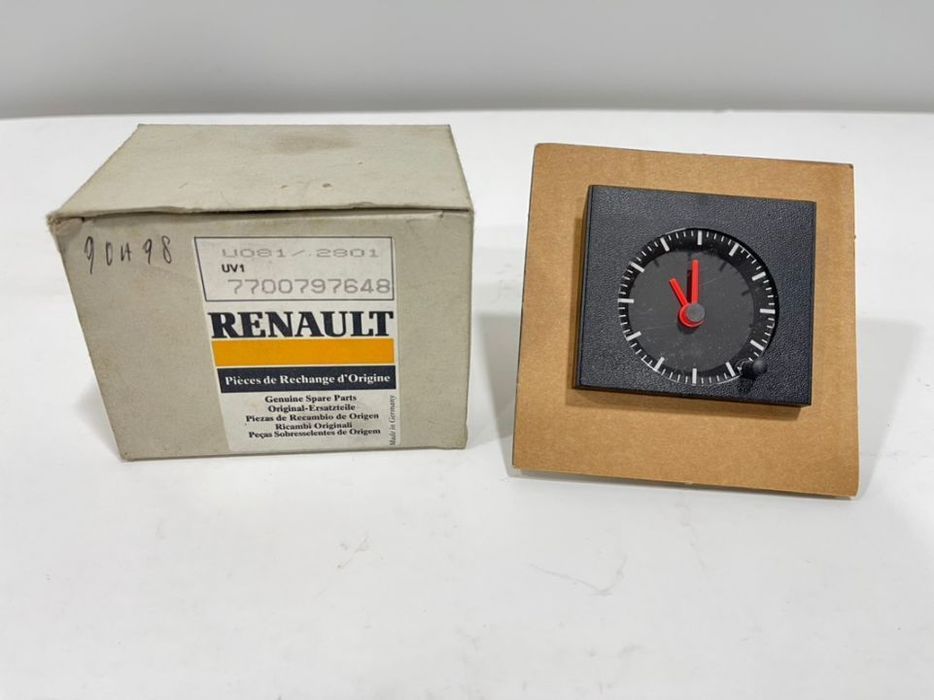 90H98
U081/ 2801
UV1
7700797648
RENAULT
Pièces de Rechange d'Origine
Genuine Spare Parts
Original-Ersatzteile
Piezas de Recambio de Origen
Ricambi Originali
Peças Sobresselentes de Origem
Made in Germany